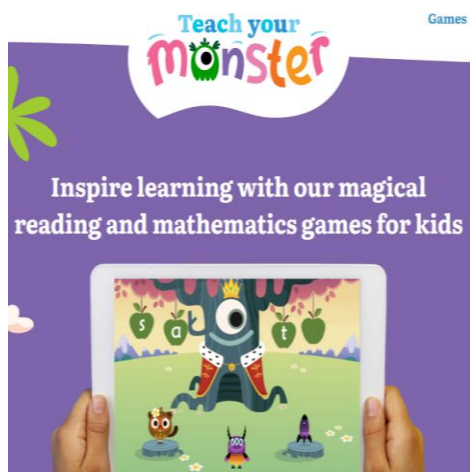 Games
Teach your
mOnster
Inspire learning with our magical
reading and mathematics games for kids
s
a
t